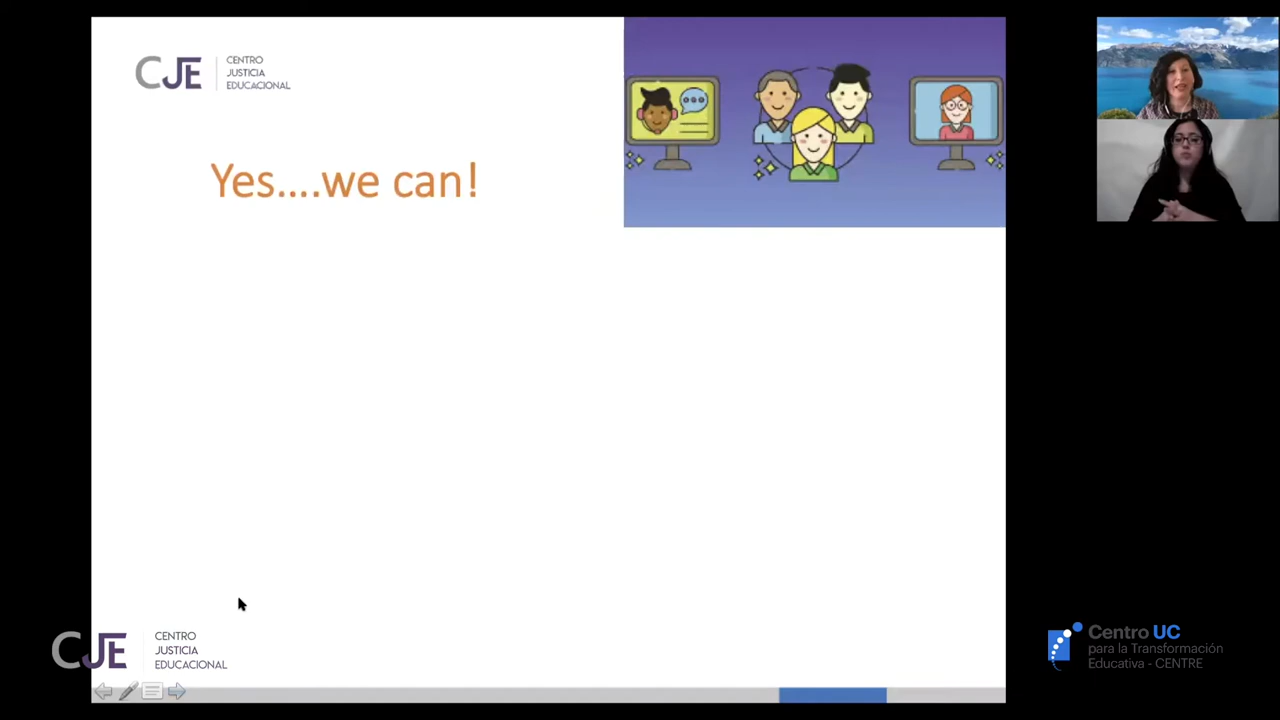 CJE
CENTRO
JUSTICIA
EDUCACIONAL
Yes....we can!
CJE
CENTRO
JUSTICIA
EDUCACIONAL
Centro UC
para la Transformación
Educativa - CENTRE